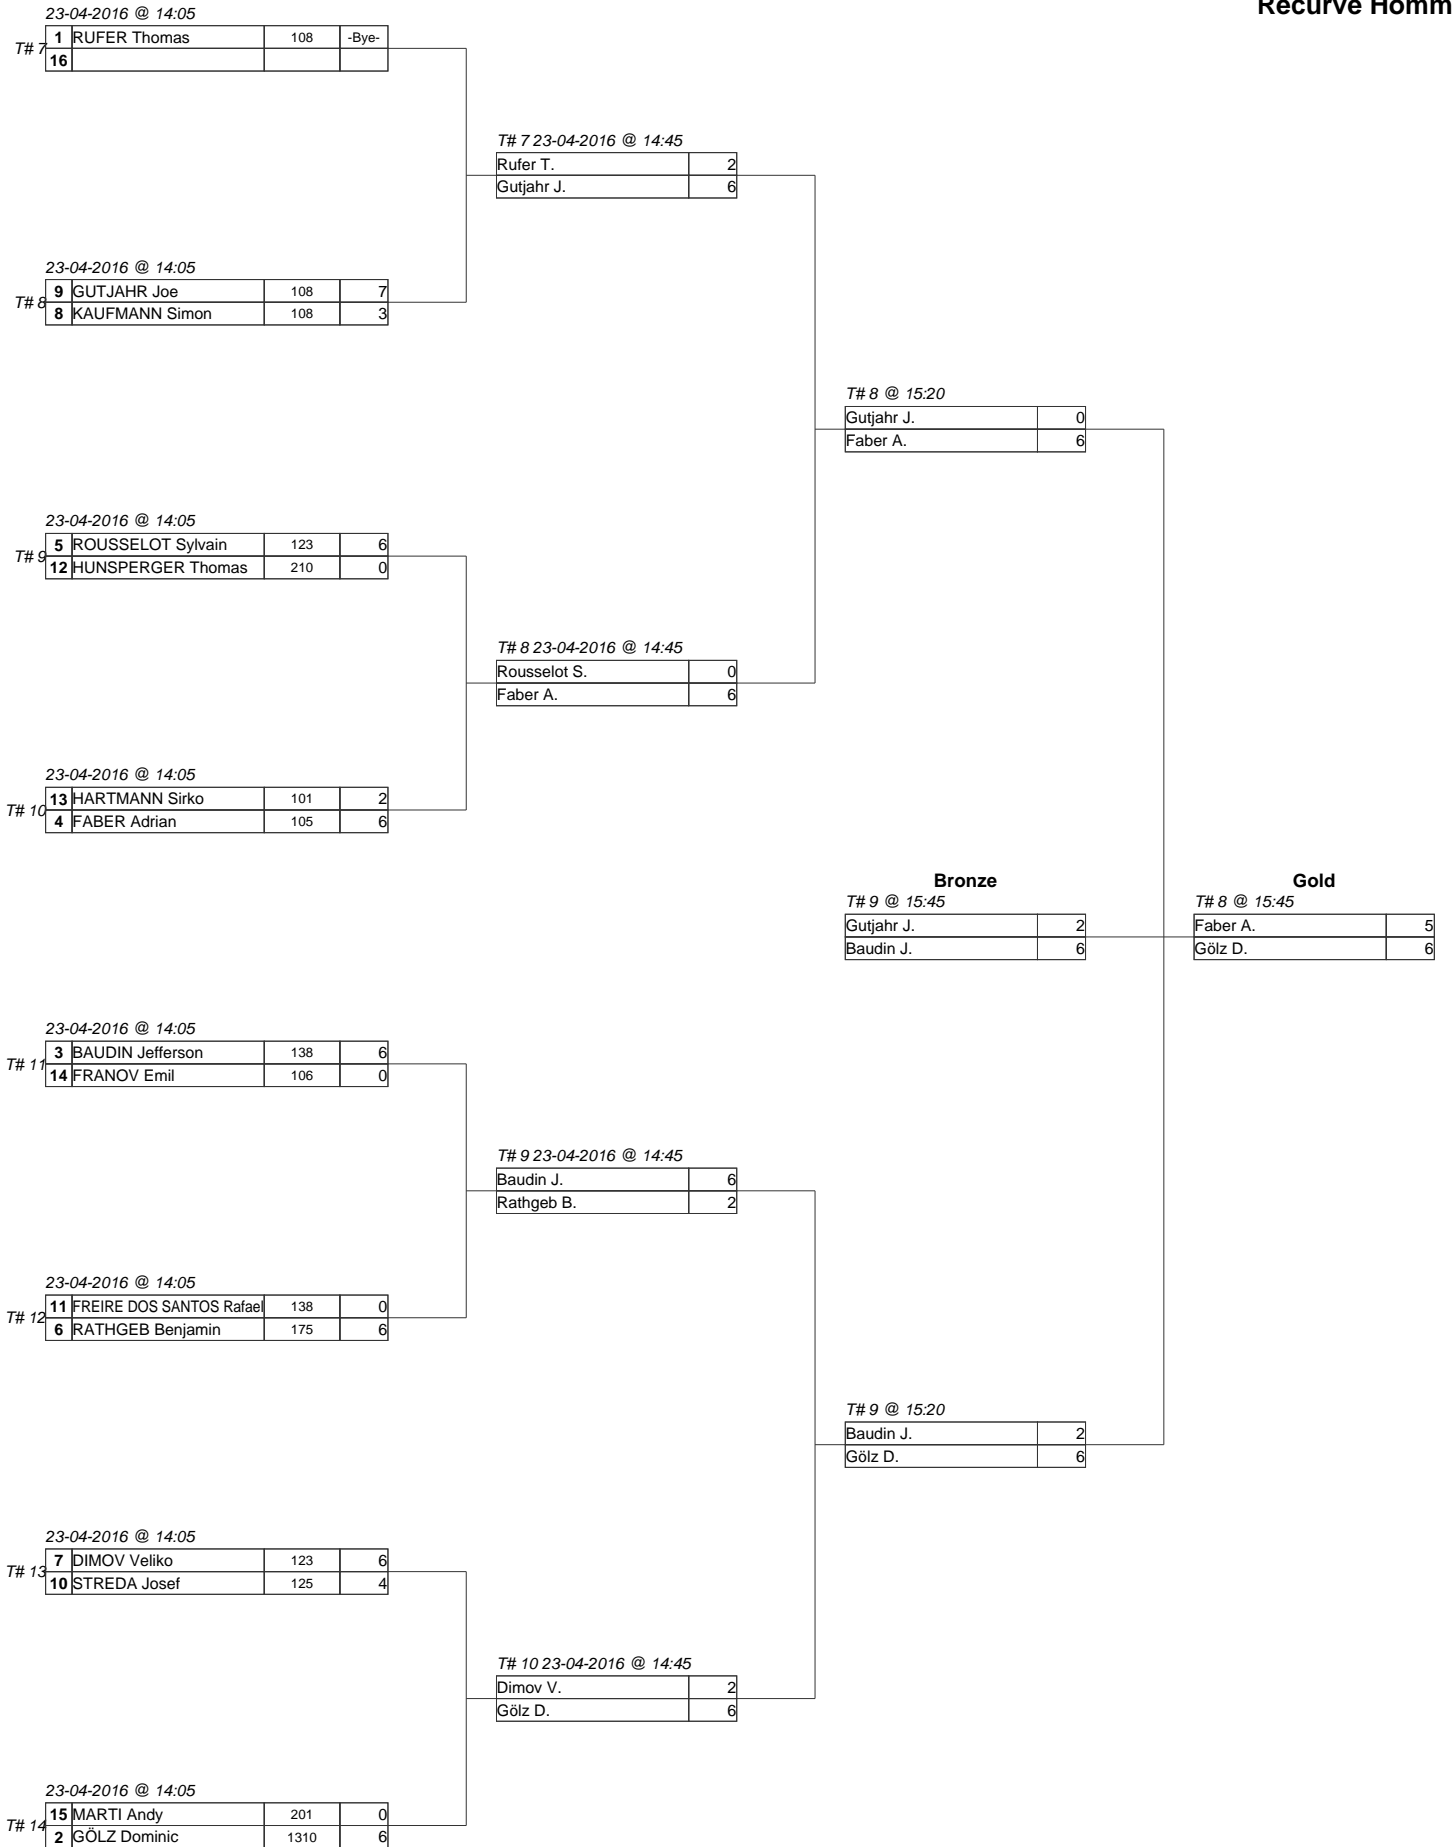 Recurve Homm
23-04-2016 @ 14:05
T# 7
1 RUFER Thomas 108 -Bye-
16
T# 7 23-04-2016 @ 14:45
Rufer T. 2
Gutjahr J. 6
23-04-2016 @ 14:05
T# 8
9 GUTJAHR Joe 108 7
8 KAUFMANN Simon 108 3
T# 8 @ 15:20
Gutjahr J. 0
Faber A. 6
23-04-2016 @ 14:05
T# 9
5 ROUSSELOT Sylvain 123 6
12 HUNSPERGER Thomas 210 0
T# 8 23-04-2016 @ 14:45
Rousselot S. 0
Faber A. 6
23-04-2016 @ 14:05
T# 10
13 HARTMANN Sirko 101 2
4 FABER Adrian 105 6
Bronze
T# 9 @ 15:45
Gutjahr J. 2
Baudin J. 6
Gold
T# 8 @ 15:45
Faber A. 5
Gölz D. 6
23-04-2016 @ 14:05
T# 11
3 BAUDIN Jefferson 138 6
14 FRANOV Emil 106 0
T# 9 23-04-2016 @ 14:45
Baudin J. 6
Rathgeb B. 2
23-04-2016 @ 14:05
T# 12
11 FREIRE DOS SANTOS Rafael 138 0
6 RATHGEB Benjamin 175 6
T# 9 @ 15:20
Baudin J. 2
Gölz D. 6
23-04-2016 @ 14:05
T# 13
7 DIMOV Veliko 123 6
10 STREDA Josef 125 4
T# 10 23-04-2016 @ 14:45
Dimov V. 2
Gölz D. 6
23-04-2016 @ 14:05
T# 14
15 MARTI Andy 201 0
2 GÖLZ Dominic 1310 6